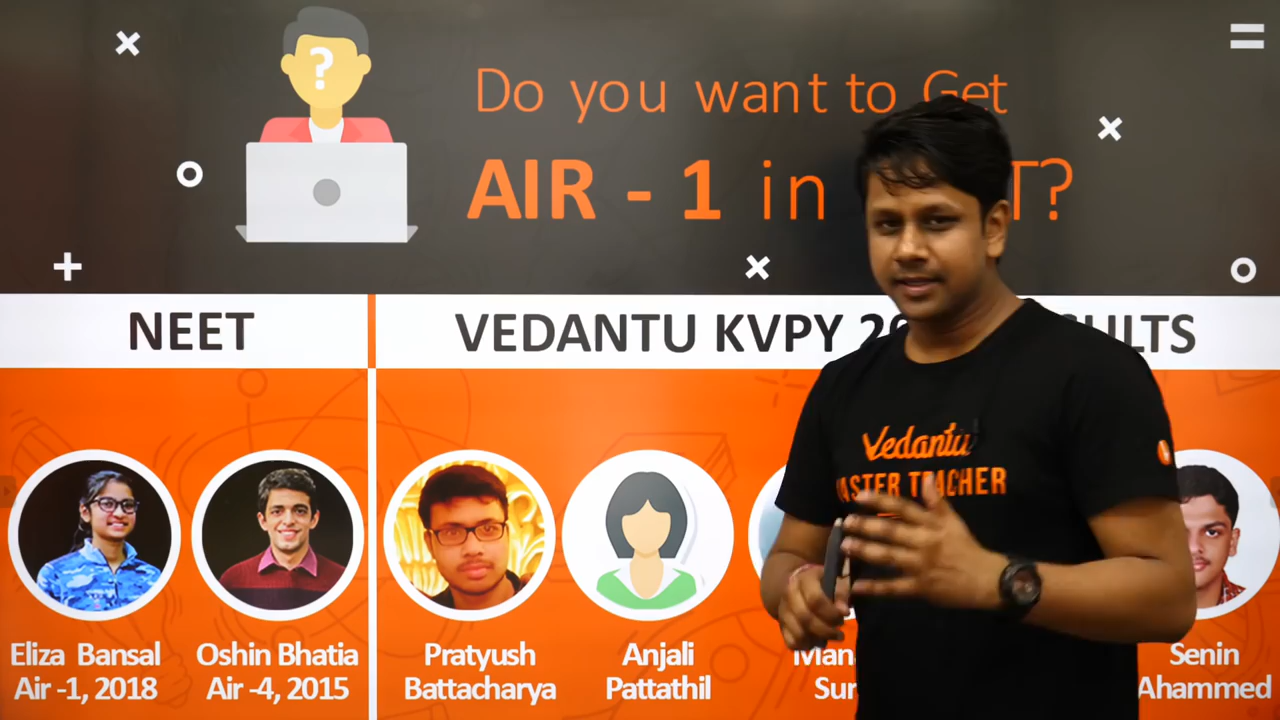 ?
Do you want to Get
AIR - 1 in T?
NEET
VEDANTU KVPY
Vedantu
TEACHER
Eliza Bansal
Air -1, 2018
Oshin Bhatia
Air -4, 2015
Pratyush
Battacharya
Anjali
Pattathil
Senin
Ahammed